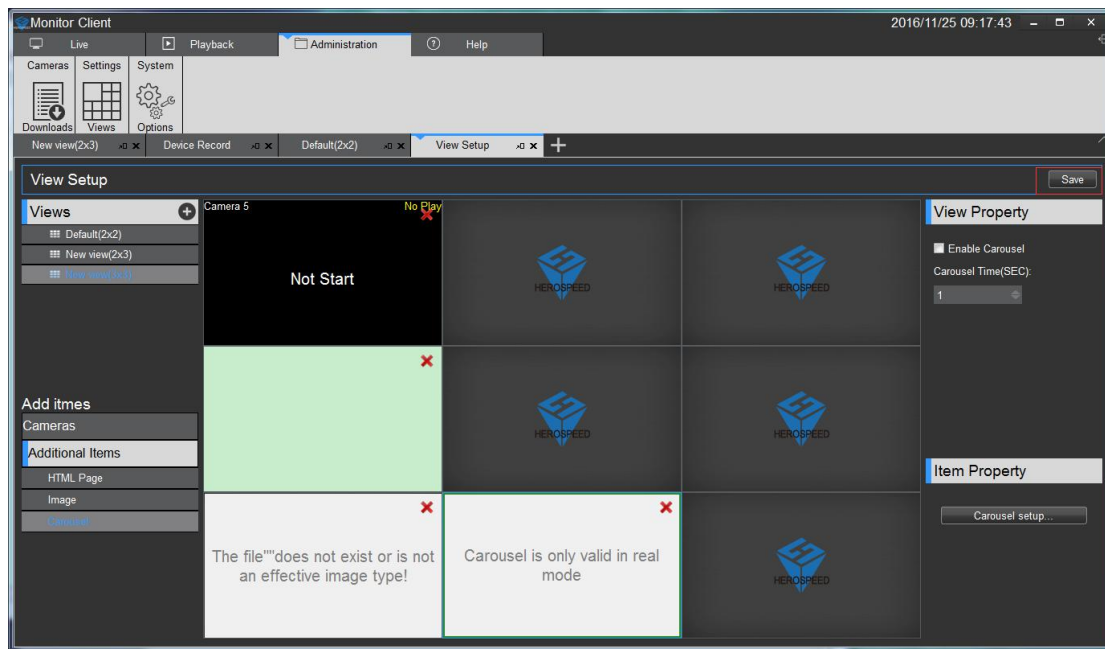 Monitor Client
2016/11/25 09:17:43
Live
Playback
Administration
Help
Cameras
Settings
System
Downloads
Views
Options
New view(2x3)
Device Record
Default(2x2)
View Setup
View Setup
Save
Views
Default(2x2)
New view(2x3)
New view(3x3)
Add itmes
Cameras
Additional Items
HTML Page
Image
Carousel
Camera 5
No Play
Not Start
HEROSPEED
HEROSPEED
HEROSPEED
HEROSPEED
The file""does not exist or is not
an effective image type!
Carousel is only valid in real
mode
HEROSPEED
View Property
Enable Carousel
Carousel Time(SEC):
1
Item Property
Carousel setup...